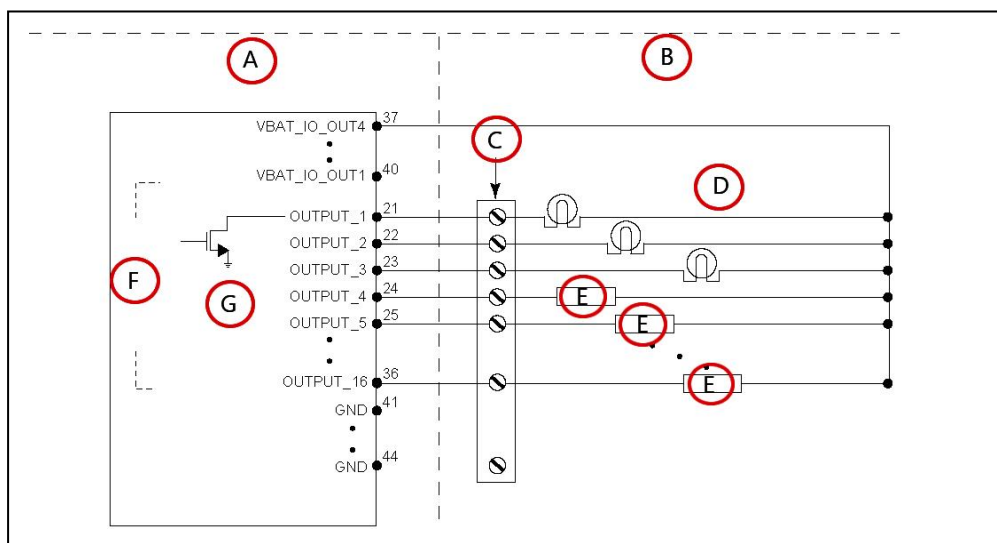 A
B
VBAT_IO_OUT4 37
C
VBAT_IO_OUT1 40
D
OUTPUT_1 21
OUTPUT_2 22
OUTPUT_3 23
F
G
OUTPUT_4 24
E
OUTPUT_5 25
E
OUTPUT_16 36
E
GND 41
GND 44